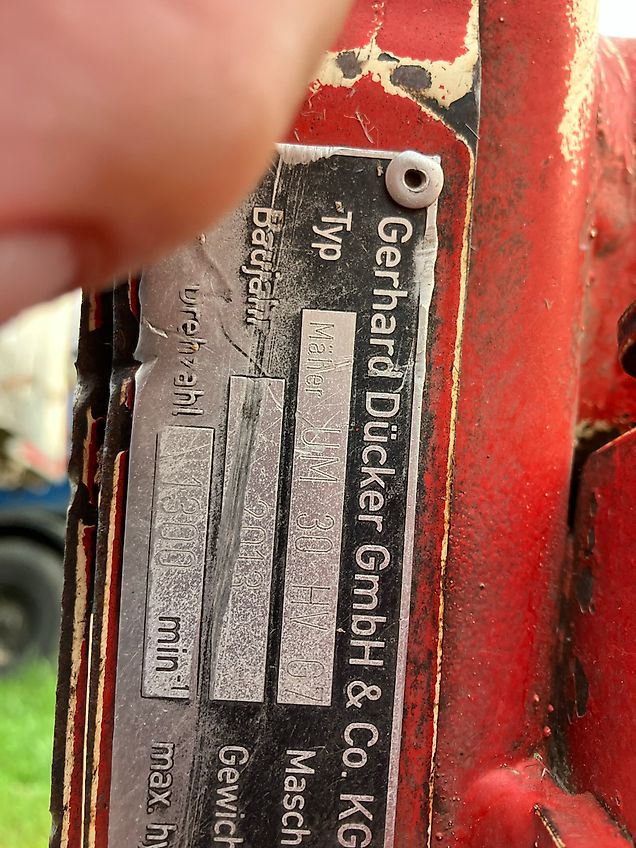 Gerhard Dücker GmbH & Co. KG
Typ Mäher UM 30 HV GZ Masch
Baujahr 2013 Gewich
Drehzahl 1300 min⁻¹ max. hy